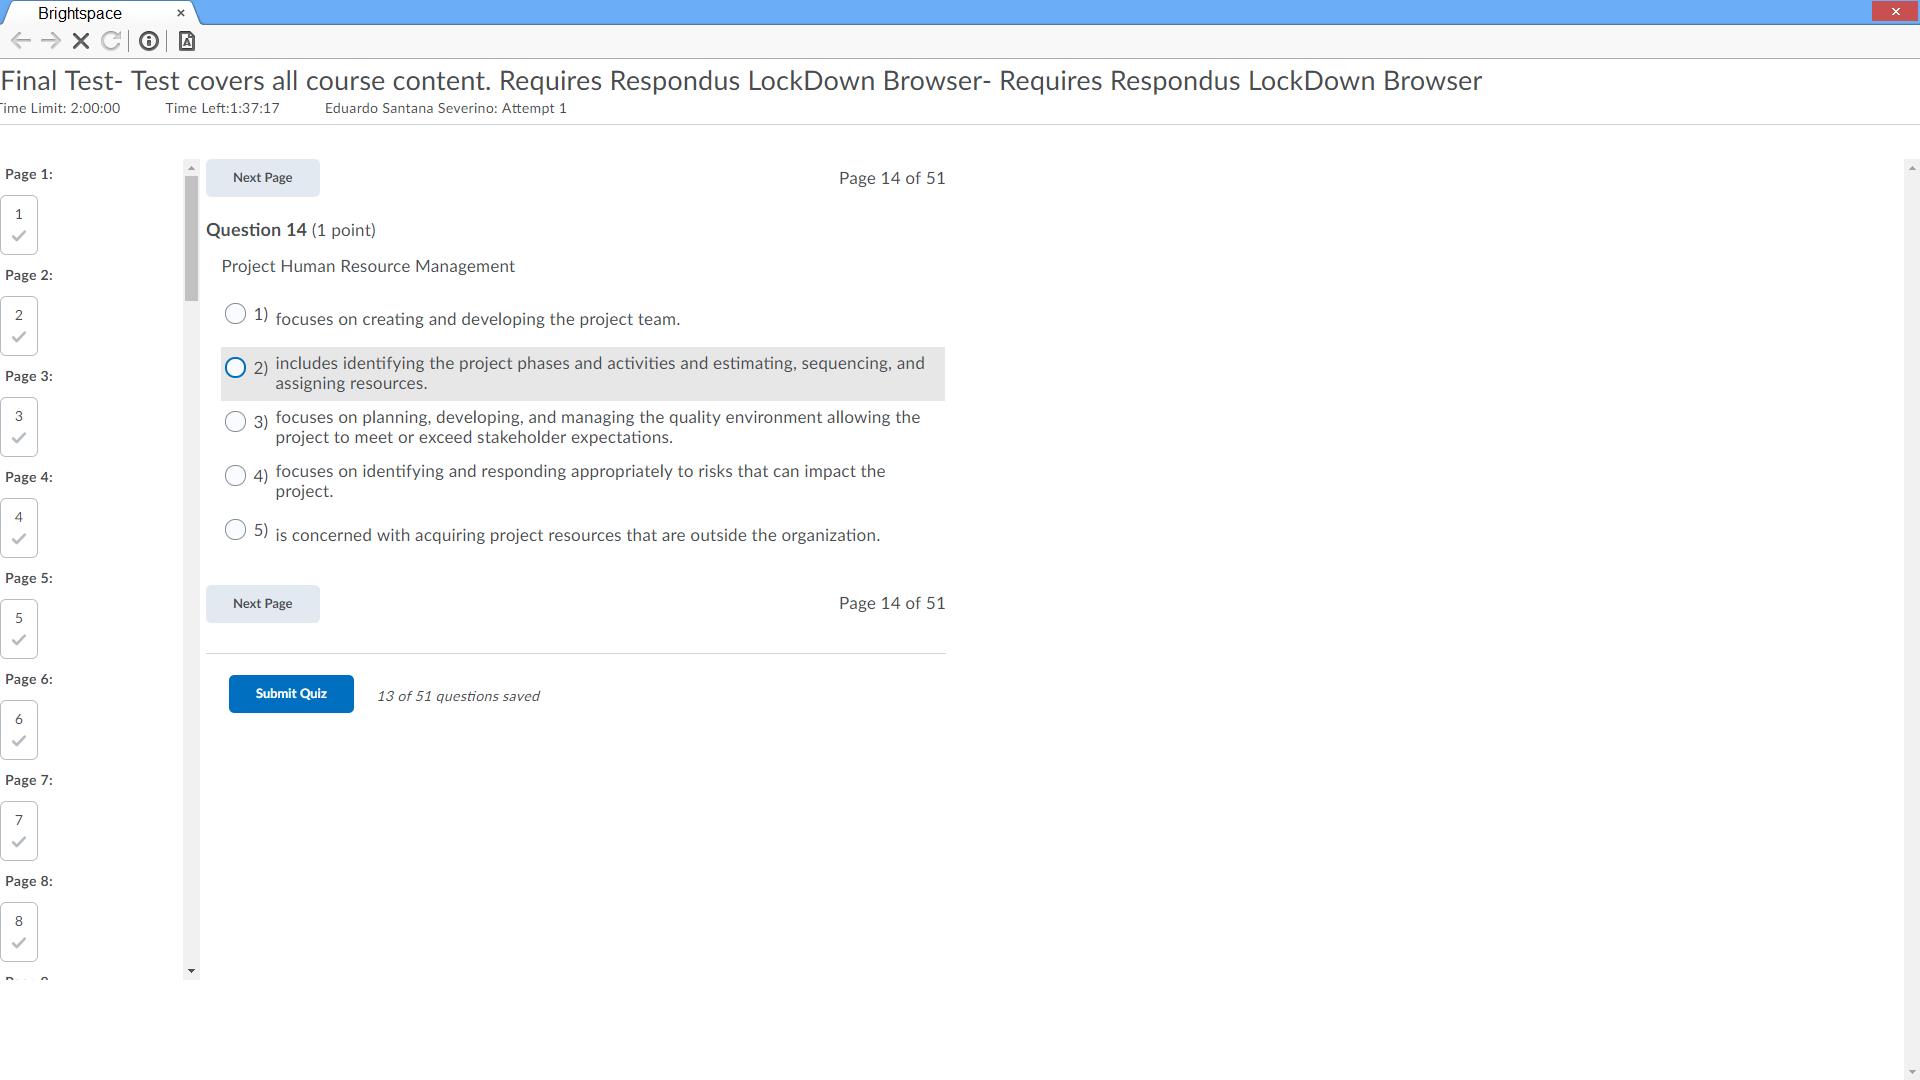 Brightspace
Final Test- Test covers all course content. Requires Respondus LockDown Browser- Requires Respondus LockDown Browser
Time Limit: 2:00:00 Time Left:1:37:17 Eduardo Santana Severino: Attempt 1
Page 1:
1
Page 2:
2
Page 3:
3
Page 4:
4
Page 5:
5
Page 6:
6
Page 7:
7
Page 8:
8
Next Page Page 14 of 51
Question 14 (1 point)
Project Human Resource Management
1) focuses on creating and developing the project team.
2) includes identifying the project phases and activities and estimating, sequencing, and
assigning resources.
3) focuses on planning, developing, and managing the quality environment allowing the
project to meet or exceed stakeholder expectations.
4) focuses on identifying and responding appropriately to risks that can impact the
project.
5) is concerned with acquiring project resources that are outside the organization.
Next Page Page 14 of 51
Submit Quiz 13 of 51 questions saved